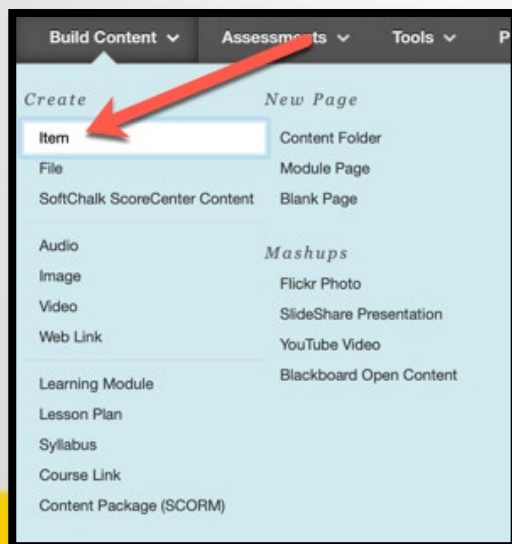 Build Content Assessments Tools P
Create
Item
File
SoftChalk ScoreCenter Content
Audio
Image
Video
Web Link
Learning Module
Lesson Plan
Syllabus
Course Link
Content Package (SCORM)
New Page
Content Folder
Module Page
Blank Page
Mashups
Flickr Photo
SlideShare Presentation
YouTube Video
Blackboard Open Content